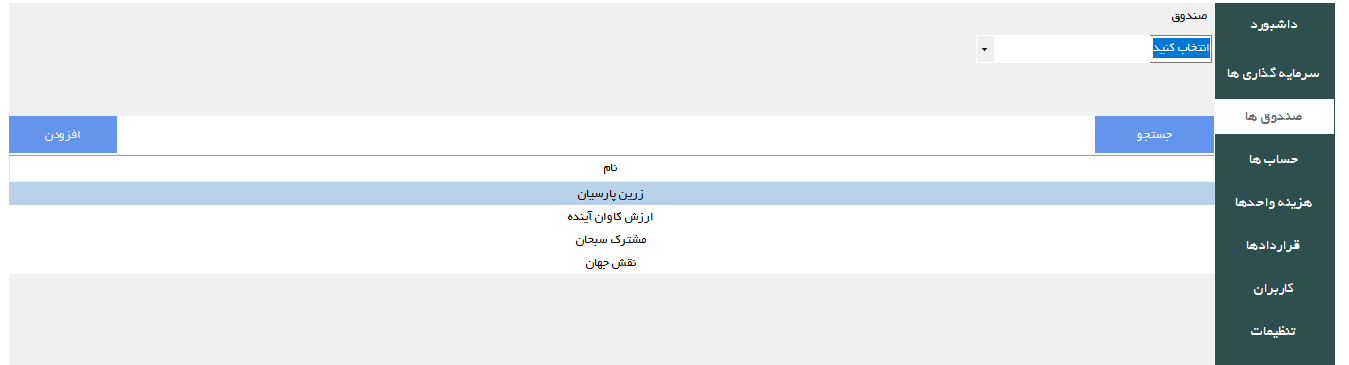 داشبورد
سرمایه گذاری ها
صندوق ها
حساب ها
هزینه واحدها
قراردادها
کاربران
تنظیمات
صندوق
انتخاب کنید
جستجو
افزودن
نام
زرین پارسیان
ارزش کاوان آینده
مشترک سبحان
نقش جهان